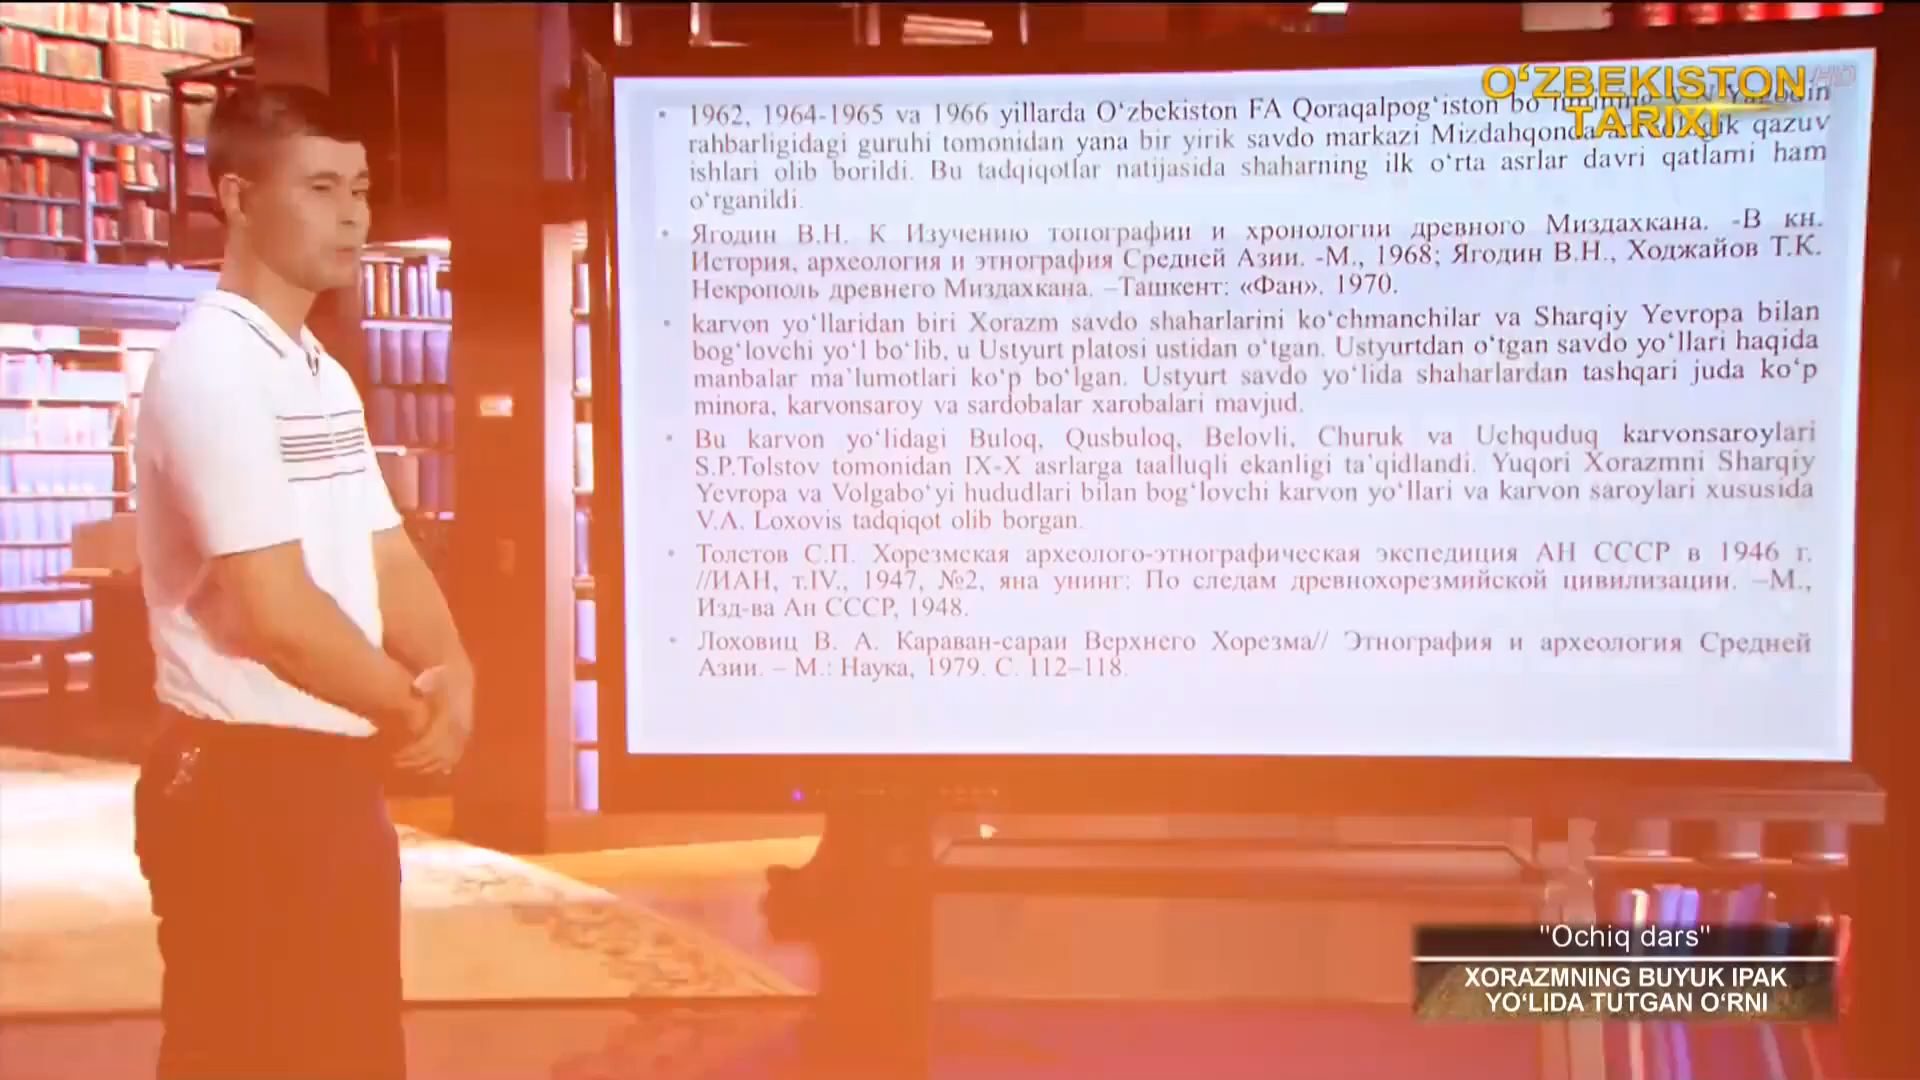 O‘ZBEKISTON HD
TARIXI
• 1962, 1964-1965 va 1966 yillarda O‘zbekiston FA Qoraqalpog‘iston
rahbarligidagi guruhi tomonidan yana bir yirik savdo markazi Mizdahqonda qazuv
ishlari olib borildi. Bu tadqiqotlar natijasida shaharning ilk o‘rta asrlar davri qatlami ham
o‘rganildi.
• Ягодин В.Н. К Изучению топографии и хронологии древного Миздахкана. -В кн.
История, археология и этнография Средней Азии. -М., 1968; Ягодин В.Н., Ходжайов Т.К.
Некрополь древнего Миздахкана. –Ташкент: «Фан». 1970.
• karvon yo‘llaridan biri Xorazm savdo shaharlarini ko‘chmanchilar va Sharqiy Yevropa bilan
bog‘lovchi yo‘l bo‘lib, u Ustyurt platosi ustidan o‘tgan. Ustyurtdan o‘tgan savdo yo‘llari haqida
manbalar ma’lumotlari ko‘p bo‘lgan. Ustyurt savdo yo‘lida shaharlardan tashqari juda ko‘p
minora, karvonsaroy va sardobalar xarobalari mavjud.
• Bu karvon yo‘lidagi Buloq, Qusbuloq, Belovli, Churuk va Uchquduq karvonsaroylari
S.P.Tolstov tomonidan IX-X asrlarga taalluqli ekanligi ta’qidlandi. Yuqori Xorazmni Sharqiy
Yevropa va Volgabo‘yi hududlari bilan bog‘lovchi karvon yo‘llari va karvon saroylari xususida
V.A. Loxovis tadqiqot olib borgan.
• Толстов С.П. Хорезмская археолого-этнографическая экспедиция АН СССР в 1946 г.
//ИАН, т.IV., 1947, №2, яна унинг: По следам древнохорезмийской цивилизации. –М.,
Изд-ва Ан СССР, 1948.
• Лоховиц В. А. Караван-сараи Верхнего Хорезма// Этнография и археология Средней
Азии. – М.: Наука, 1979. С. 112–118.
"Ochiq dars"
XORAZMNING BUYUK IPAK
YO‘LIDA TUTGAN O‘RNI